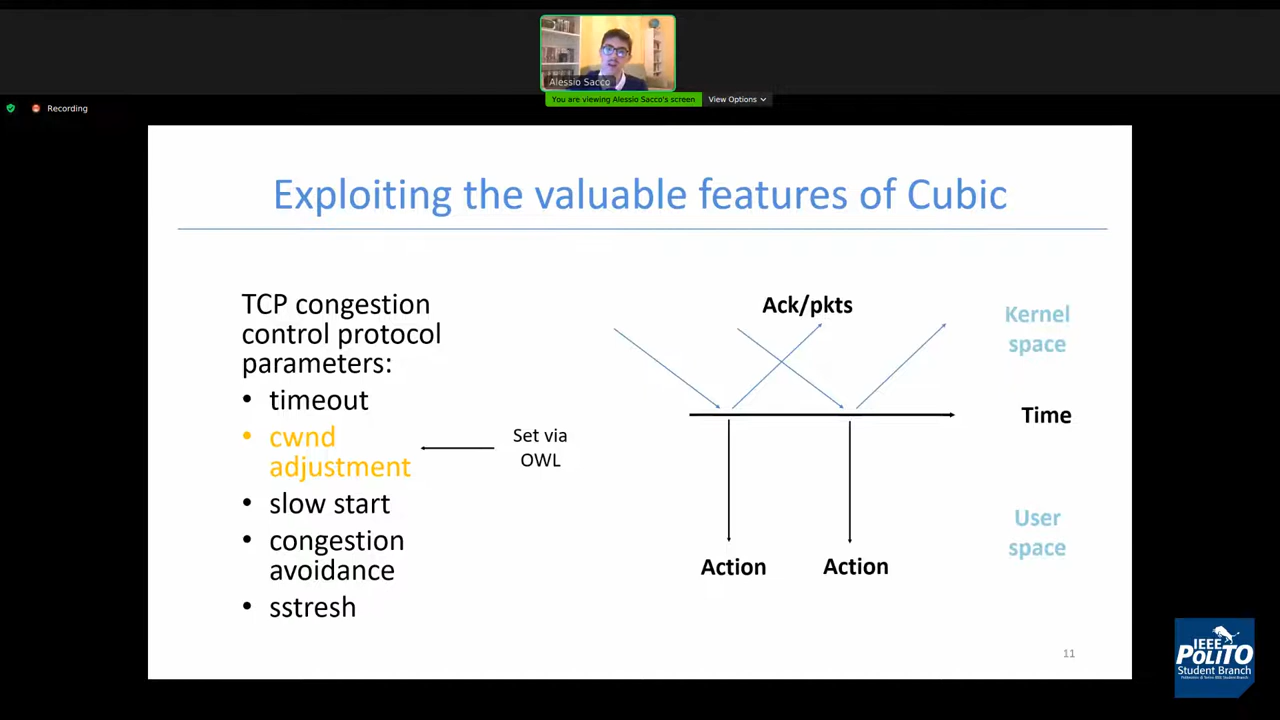 Alessio Sacco
You are viewing Alessio Sacco's screen
View Options
Recording
Exploiting the valuable features of Cubic
TCP congestion
control protocol
parameters:
• timeout
• cwnd
adjustment
• slow start
• congestion
avoidance
• sstresh
Set via
OWL
Ack/pkts
Kernel
space
Time
User
space
Action
Action
11
IEEE
POLITO
Student Branch